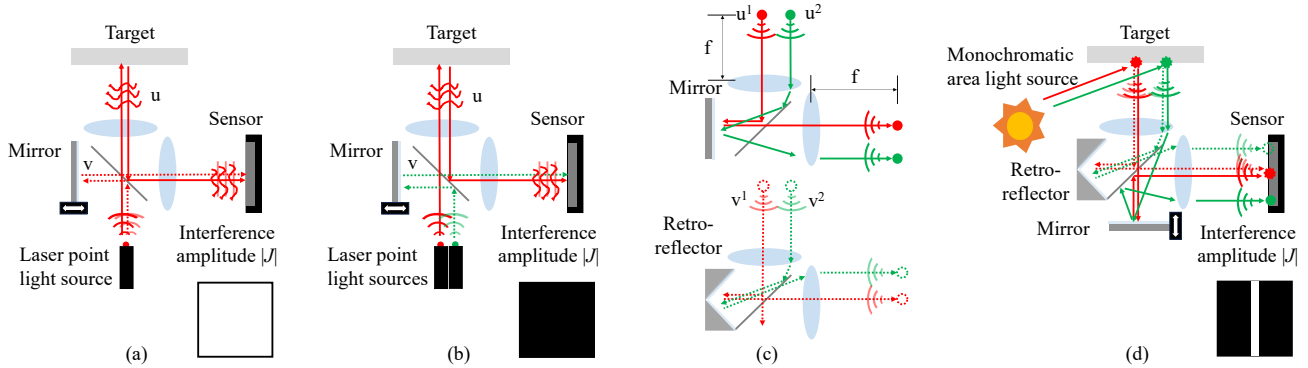 Target
u
Sensor
Mirror
v
Laser point
light source
Interference
amplitude |J|
(a)
Target
u
Sensor
Mirror
v
Laser point
light sources
Interference
amplitude |J|
(b)
u¹
u²
f
f
Mirror
v¹
v²
Retro-
reflector
(c)
Target
Monochromatic
area light source
Sensor
Retro-
reflector
Mirror
Interference
amplitude |J|
(d)